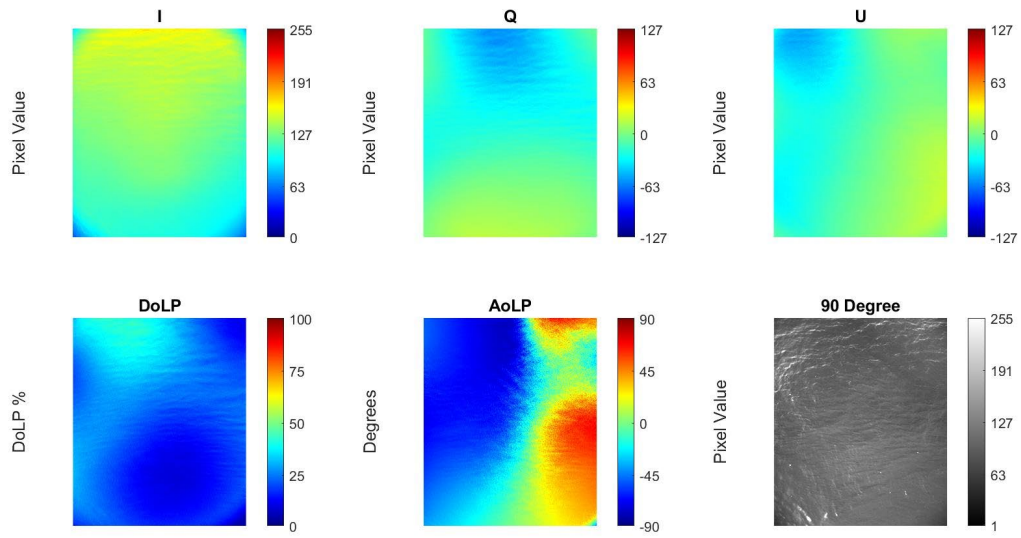 I
Pixel Value
255
191
127
63
0
Q
Pixel Value
127
63
0
-63
-127
U
Pixel Value
127
63
0
-63
-127
DoLP
DoLP %
100
75
50
25
0
AoLP
Degrees
90
45
0
-45
-90
90 Degree
Pixel Value
255
191
127
63
1